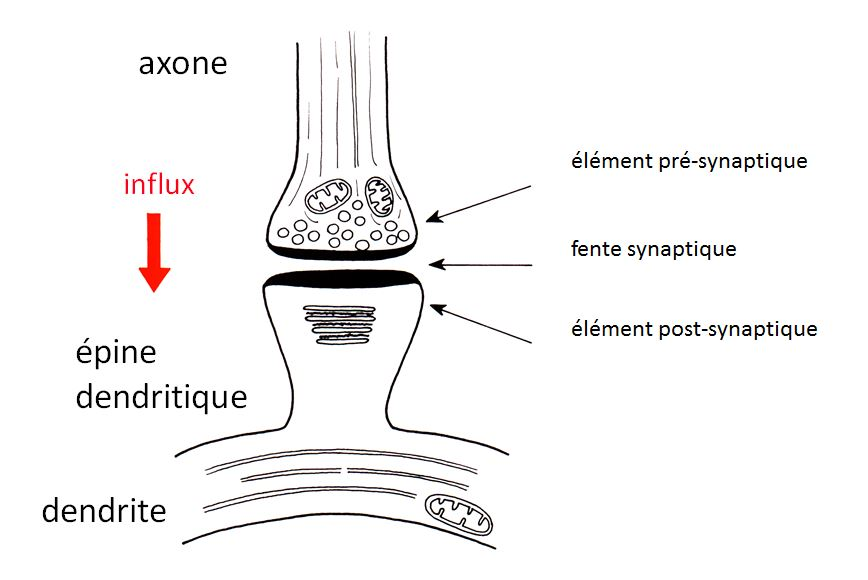 axone
élément pré-synaptique
influx
fente synaptique
élément post-synaptique
épine
dendritique
dendrite